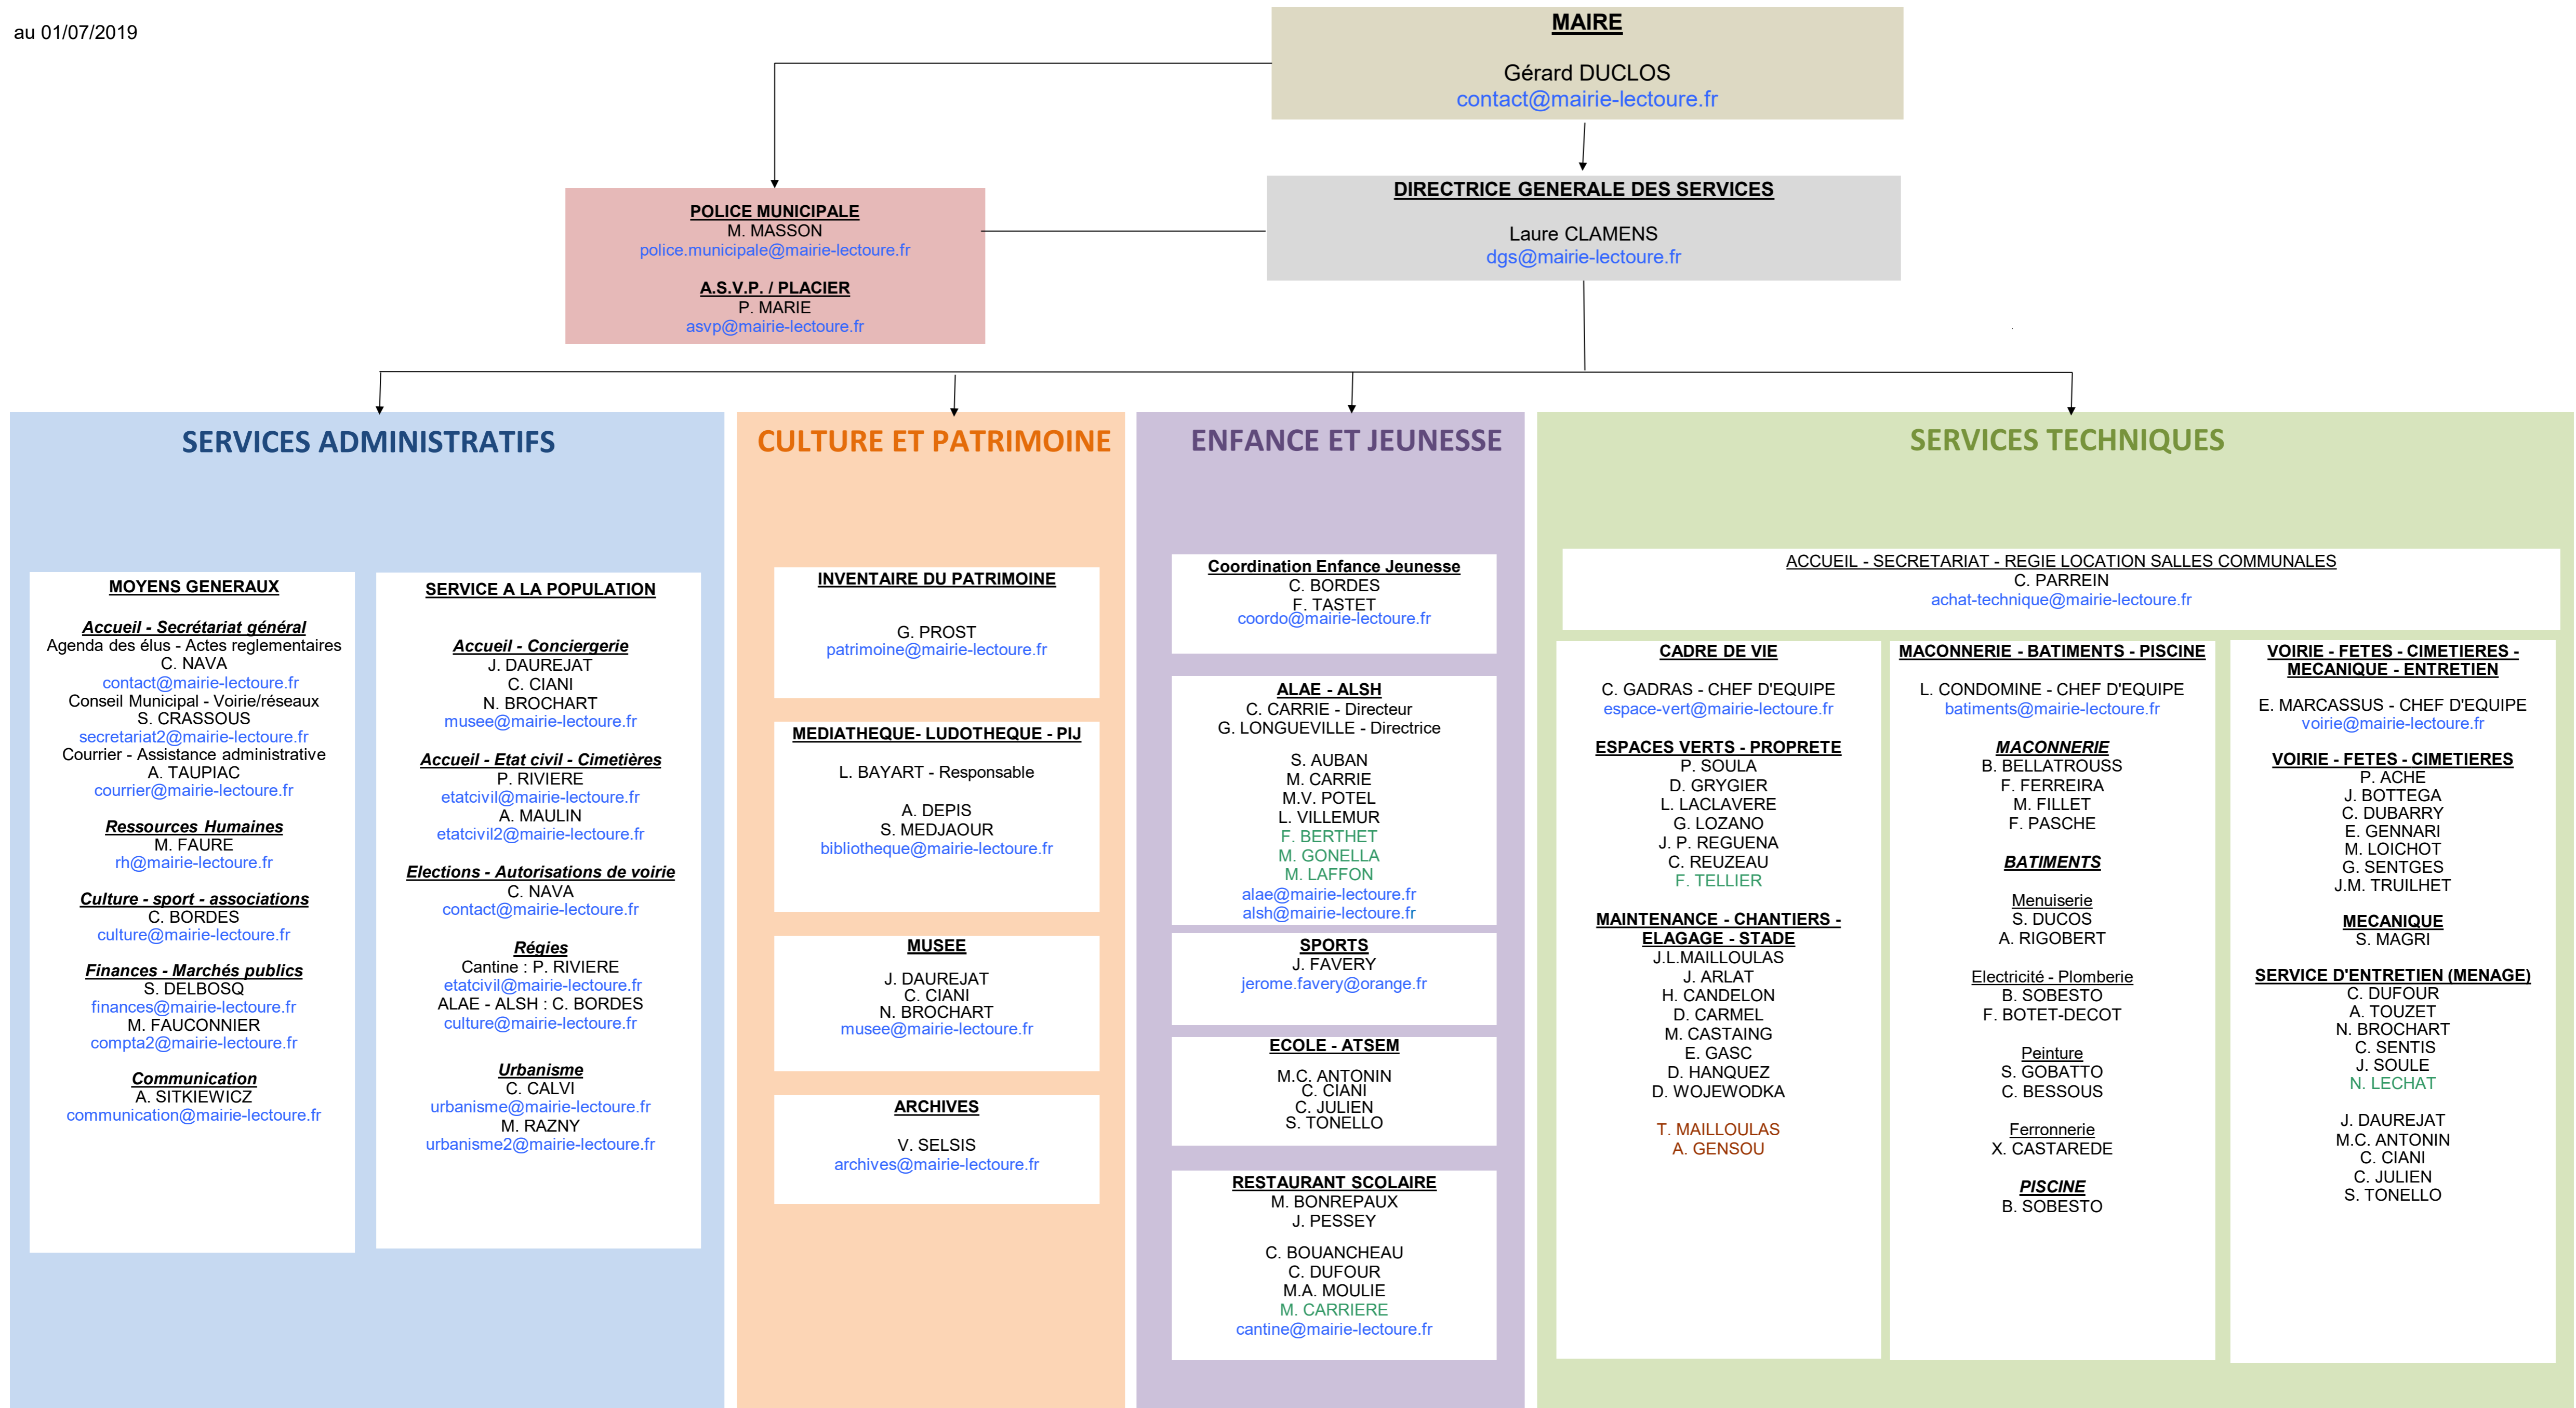 au 01/07/2019
MAIRE
Gérard DUCLOS
contact@mairie-lectoure.fr
DIRECTRICE GENERALE DES SERVICES
Laure CLAMENS
dgs@mairie-lectoure.fr
POLICE MUNICIPALE
M. MASSON
police.municipale@mairie-lectoure.fr
A.S.V.P. / PLACIER
P. MARIE
asvp@mairie-lectoure.fr
SERVICES ADMINISTRATIFS
MOYENS GENERAUX
Accueil - Secrétariat général
Agenda des élus - Actes reglementaires
C. NAVA
contact@mairie-lectoure.fr
Conseil Municipal - Voirie/réseaux
S. CRASSOUS
secretariat2@mairie-lectoure.fr
Courrier - Assistance administrative
A. TAUPIAC
courrier@mairie-lectoure.fr
Ressources Humaines
M. FAURE
rh@mairie-lectoure.fr
Culture - sport - associations
C. BORDES
culture@mairie-lectoure.fr
Finances - Marchés publics
S. DELBOSQ
finances@mairie-lectoure.fr
M. FAUCONNIER
compta2@mairie-lectoure.fr
Communication
A. SITKIEWICZ
communication@mairie-lectoure.fr
SERVICE A LA POPULATION
Accueil - Conciergerie
J. DAUREJAT
C. CIANI
N. BROCHART
musee@mairie-lectoure.fr
Accueil - Etat civil - Cimetières
P. RIVIERE
etatcivil@mairie-lectoure.fr
A. MAULIN
etatcivil2@mairie-lectoure.fr
Elections - Autorisations de voirie
C. NAVA
contact@mairie-lectoure.fr
Régies
Cantine : P. RIVIERE
etatcivil@mairie-lectoure.fr
ALAE - ALSH : C. BORDES
culture@mairie-lectoure.fr
Urbanisme
C. CALVI
urbanisme@mairie-lectoure.fr
M. RAZNY
urbanisme2@mairie-lectoure.fr
CULTURE ET PATRIMOINE
INVENTAIRE DU PATRIMOINE
G. PROST
patrimoine@mairie-lectoure.fr
MEDIATHEQUE- LUDOTHEQUE - PIJ
L. BAYART - Responsable
A. DEPIS
S. MEDJAOUR
bibliotheque@mairie-lectoure.fr
MUSEE
J. DAUREJAT
C. CIANI
N. BROCHART
musee@mairie-lectoure.fr
ARCHIVES
V. SELSIS
archives@mairie-lectoure.fr
ENFANCE ET JEUNESSE
Coordination Enfance Jeunesse
C. BORDES
F. TASTET
coordo@mairie-lectoure.fr
ALAE - ALSH
C. CARRIE - Directeur
G. LONGUEVILLE - Directrice
S. AUBAN
M. CARRIE
M.V. POTEL
L. VILLEMUR
F. BERTHET
M. GONELLA
M. LAFFON
alae@mairie-lectoure.fr
alsh@mairie-lectoure.fr
SPORTS
J. FAVERY
jerome.favery@orange.fr
ECOLE - ATSEM
M.C. ANTONIN
C. CIANI
C. JULIEN
S. TONELLO
RESTAURANT SCOLAIRE
M. BONREPAUX
J. PESSEY
C. BOUANCHEAU
C. DUFOUR
M.A. MOULIE
M. CARRIERE
cantine@mairie-lectoure.fr
SERVICES TECHNIQUES
ACCUEIL - SECRETARIAT - REGIE LOCATION SALLES COMMUNALES
C. PARREIN
achat-technique@mairie-lectoure.fr
CADRE DE VIE
C. GADRAS - CHEF D'EQUIPE
espace-vert@mairie-lectoure.fr
ESPACES VERTS - PROPRETE
P. SOULA
D. GRYGIER
L. LACLAVERE
G. LOZANO
J. P. REGUENA
C. REUZEAU
F. TELLIER
MAINTENANCE - CHANTIERS -
ELAGAGE - STADE
J.L.MAILLOULAS
J. ARLAT
H. CANDELON
D. CARMEL
M. CASTAING
E. GASC
D. HANQUEZ
D. WOJEWODKA
T. MAILLOULAS
A. GENSOU
MACONNERIE - BATIMENTS - PISCINE
L. CONDOMINE - CHEF D'EQUIPE
batiments@mairie-lectoure.fr
MACONNERIE
B. BELLATROUSS
F. FERREIRA
M. FILLET
F. PASCHE
BATIMENTS
Menuiserie
S. DUCOS
A. RIGOBERT
Electricité - Plomberie
B. SOBESTO
F. BOTET-DECOT
Peinture
S. GOBATTO
C. BESSOUS
Ferronnerie
X. CASTAREDE
PISCINE
B. SOBESTO
VOIRIE - FETES - CIMETIERES -
MECANIQUE - ENTRETIEN
E. MARCASSUS - CHEF D'EQUIPE
voirie@mairie-lectoure.fr
VOIRIE - FETES - CIMETIERES
P. ACHE
J. BOTTEGA
C. DUBARRY
E. GENNARI
M. LOICHOT
G. SENTGES
J.M. TRUILHET
MECANIQUE
S. MAGRI
SERVICE D'ENTRETIEN (MENAGE)
C. DUFOUR
A. TOUZET
N. BROCHART
C. SENTIS
J. SOULE
N. LECHAT
J. DAUREJAT
M.C. ANTONIN
C. CIANI
C. JULIEN
S. TONELLO